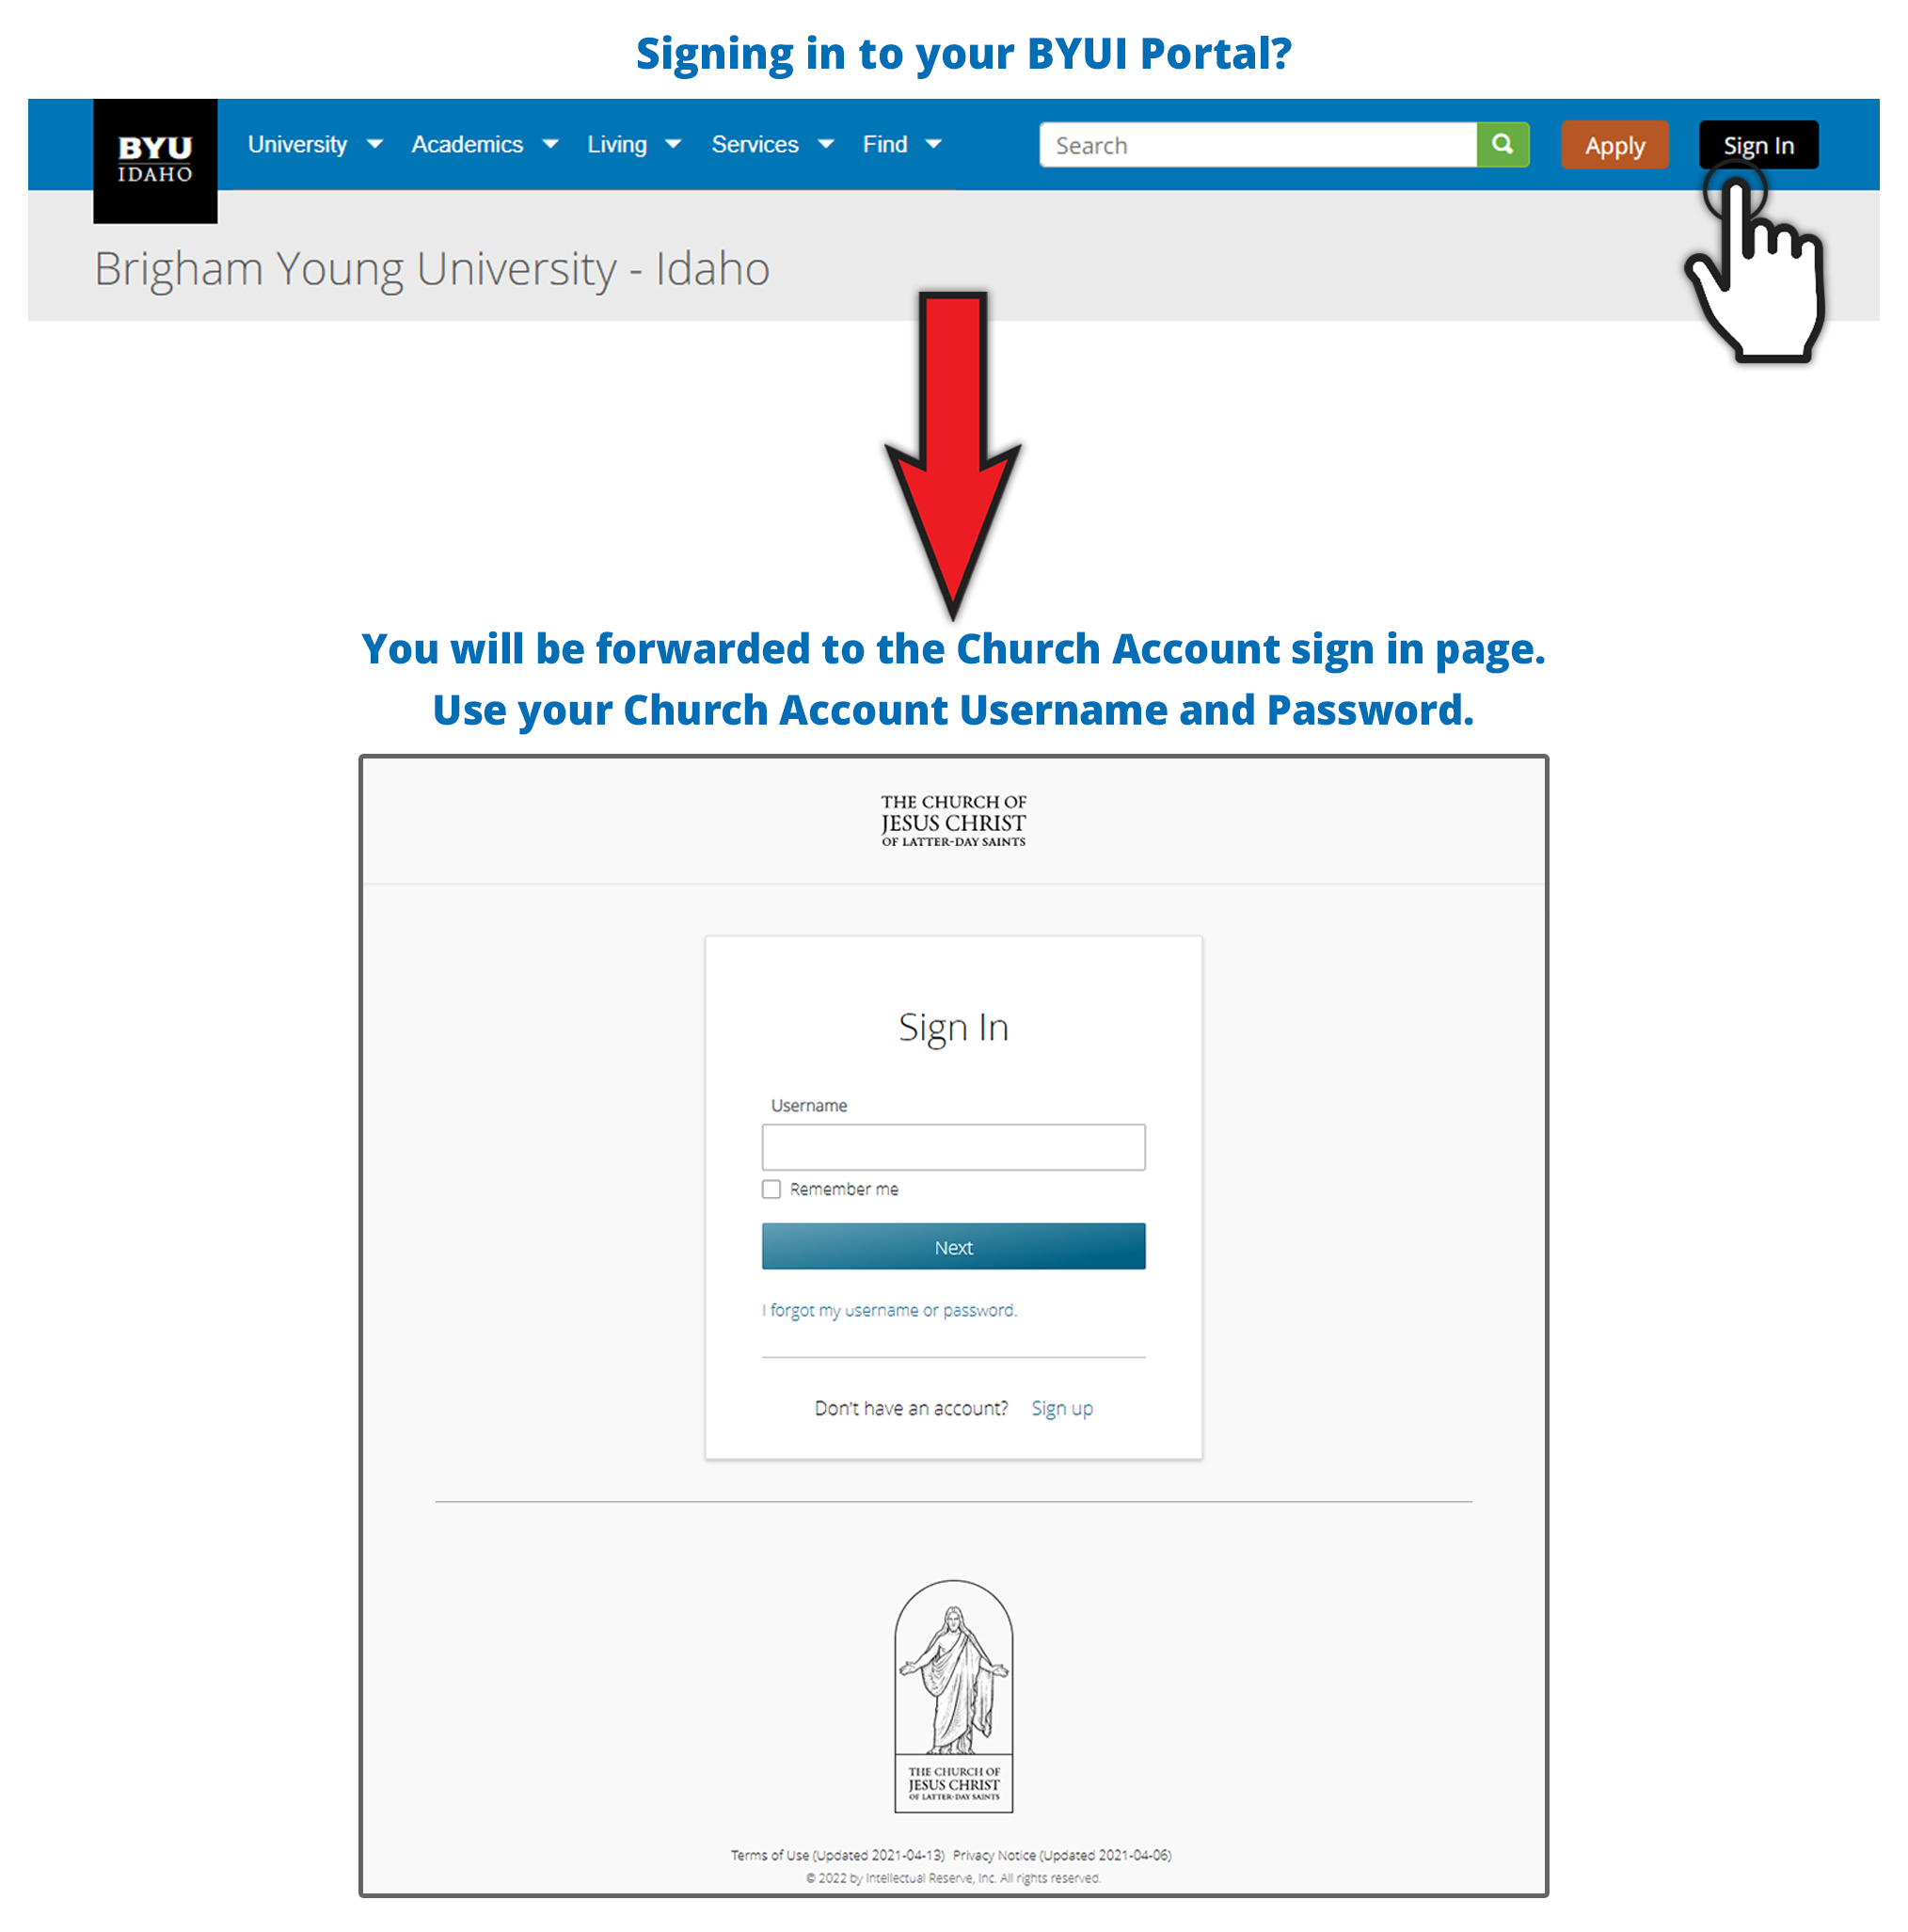 Signing in to your BYUI Portal?
BYU
IDAHO
University Academics Living Services Find Search Apply Sign In
Brigham Young University - Idaho
You will be forwarded to the Church Account sign in page.
Use your Church Account Username and Password.
THE CHURCH OF
JESUS CHRIST
OF LATTER-DAY SAINTS
Sign In
Username
Remember me
Next
I forgot my username or password.
Don't have an account? Sign up
THE CHURCH OF
JESUS CHRIST
OF LATTER-DAY SAINTS
Terms of Use (Updated 2021-04-13) Privacy Notice (Updated 2021-04-06)
© 2022 by Intellectual Reserve, Inc. All rights reserved.